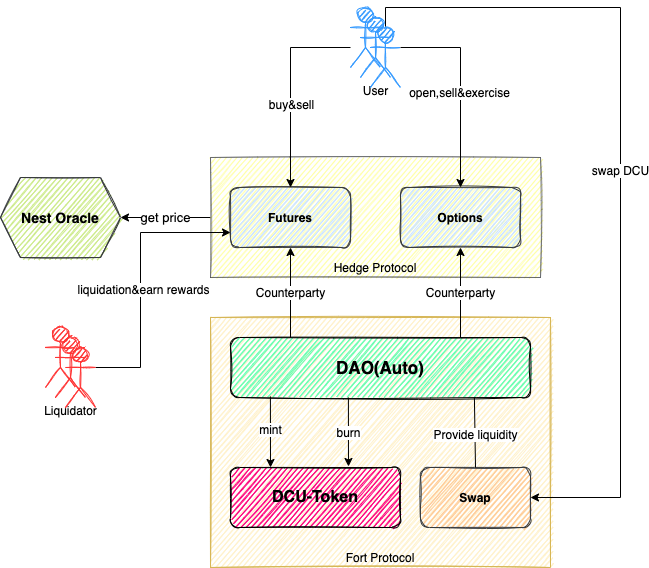 User
buy&sell
open,sell&exercise
swap DCU
Nest Oracle
get price
Futures
Options
Hedge Protocol
liquidation&earn rewards
Counterparty
Counterparty
Liquidator
DAO(Auto)
mint
burn
Provide liquidity
DCU-Token
Swap
Fort Protocol